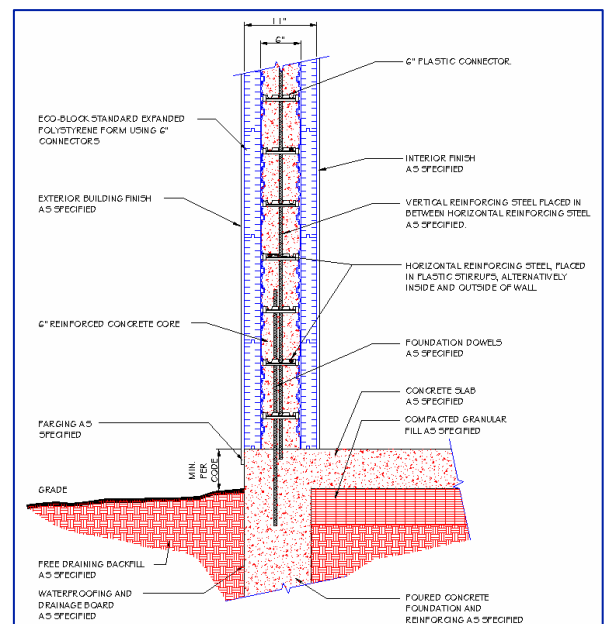 11"
6"
6" PLASTIC CONNECTOR.
ECO-BLOCK STANDARD EXPANDED
POLYSTYRENE FORM USING 6"
CONNECTORS
INTERIOR FINISH
AS SPECIFIED
EXTERIOR BUILDING FINISH
AS SPECIFIED
VERTICAL REINFORCING STEEL PLACED IN
BETWEEN HORIZONTAL REINFORCING STEEL
AS SPECIFIED.
HORIZONTAL REINFORCING STEEL, PLACED
IN PLASTIC STIRRUPS, ALTERNATIVELY
INSIDE AND OUTSIDE OF WALL
6" REINFORCED CONCRETE CORE
FOUNDATION DOWELS
AS SPECIFIED
CONCRETE SLAB
AS SPECIFIED
COMPACTED GRANULAR
FILL AS SPECIFIED
PARGING AS
SPECIFIED
MIN.
PER
CODE
GRADE
FREE DRAINING BACKFILL
AS SPECIFIED
WATERPROOFING AND
DRAINAGE BOARD
AS SPECIFIED
POURED CONCRETE
FOUNDATION AND
REINFORCING AS SPECIFIED